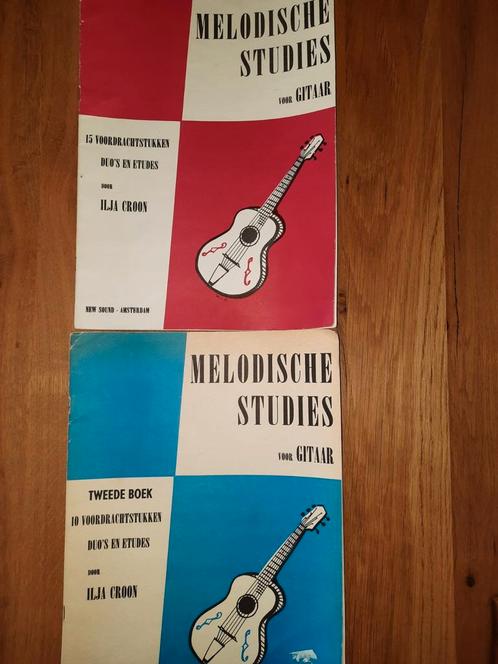 MELODISCHE
STUDIES
VOOR GITAAR
15 VOORDRACHTSTUKKEN
DUO'S EN ETUDES
DOOR
ILJA CROON
NEW SOUND - AMSTERDAM
MELODISCHE
STUDIES
VOOR GITAAR
TWEEDE BOEK
10 VOORDRACHTSTUKKEN
DUO'S EN ETUDES
DOOR
ILJA CROON